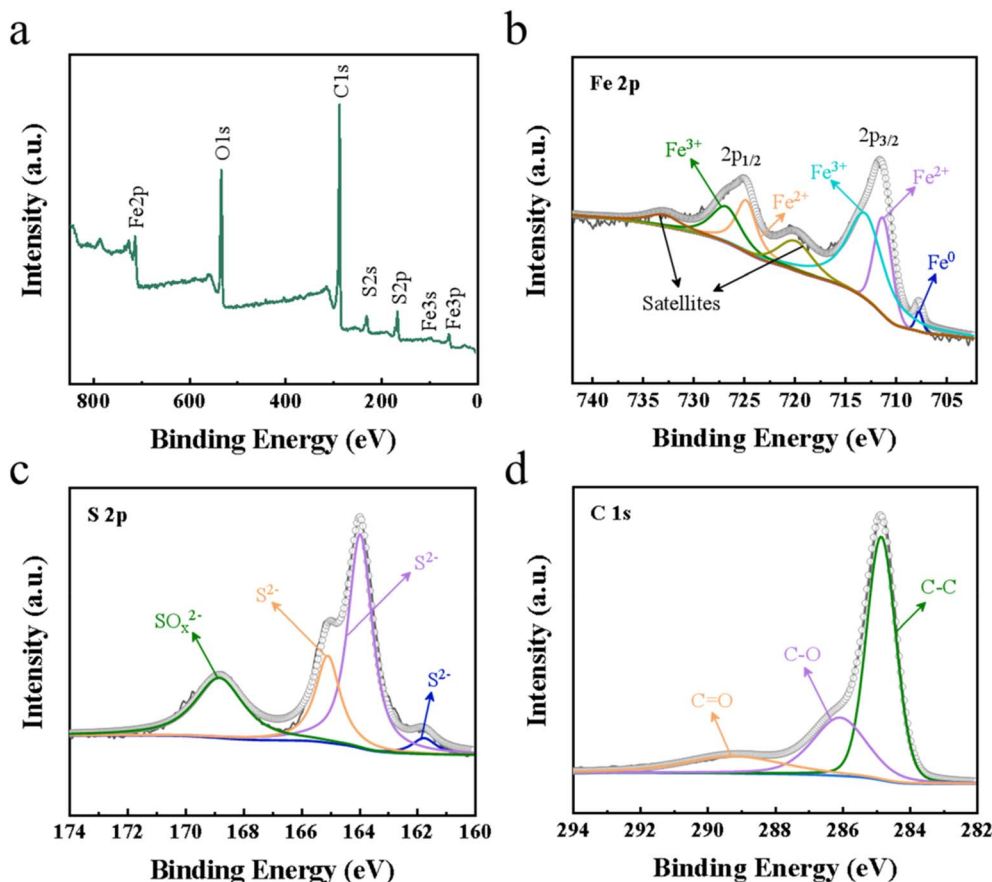 a
Intensity (a.u.)
Fe2p
O1s
C1s
S2s
S2p
Fe3s
Fe3p
800 600 400 200 0
Binding Energy (eV)
b
Fe 2p
Intensity (a.u.)
Fe³⁺
2p₁/₂
Fe²⁺
Fe³⁺
2p₃/₂
Fe²⁺
Fe⁰
Satellites
740 735 730 725 720 715 710 705
Binding Energy (eV)
c
S 2p
Intensity (a.u.)
SOₓ²⁻
S²⁻
S²⁻
S²⁻
174 172 170 168 166 164 162 160
Binding Energy (eV)
d
C 1s
Intensity (a.u.)
C=O
C-O
C-C
294 292 290 288 286 284 282
Binding Energy (eV)